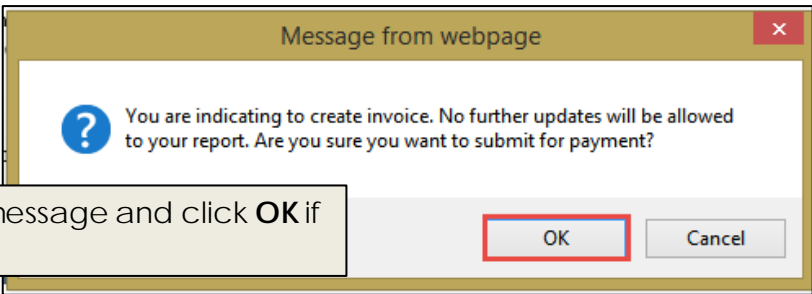 Message from webpage
You are indicating to create invoice. No further updates will be allowed
to your report. Are you sure you want to submit for payment?
message and click OK if
OK
Cancel